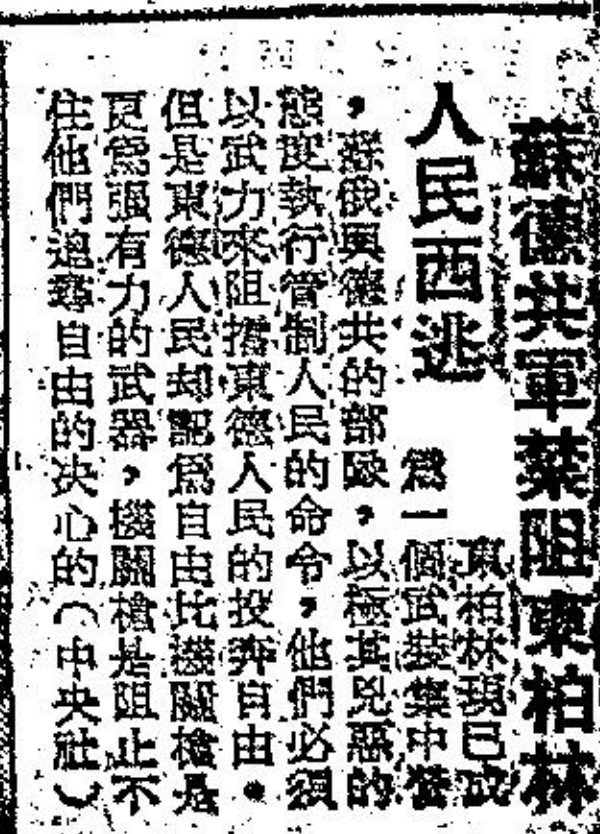 蘇德共軍禁阻東柏林
人民西逃
東柏林現已成
為一個武裝集中營
，蘇俄與德共的部隊，以極其兇惡的
態度執行管制人民的命令，他們必須
以武力來阻擋東德人民的投奔自由。
但是東德人民却認爲自由比機關槍是
更爲强有力的武器，機關槍是阻止不
住他們追尋自由的决心的（中央社）